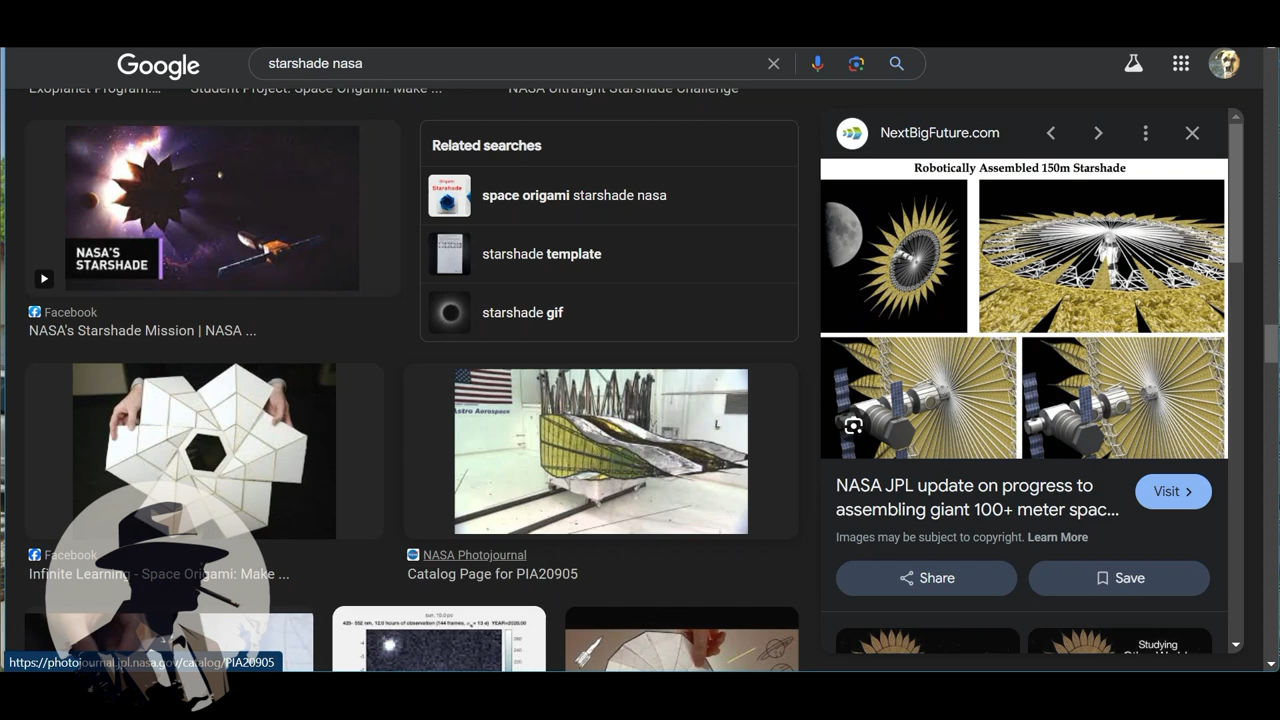 Google
starshade nasa
Exoplanet Program:...
Student Project: Space Origami: Make ...
NASA Ultralight Starshade Challenge
NASA'S
STARSHADE
Facebook
NASA's Starshade Mission | NASA ...
Related searches
space origami starshade nasa
starshade template
starshade gif
Origami
Starshade
Astro Aerospace
Facebook
Infinite Learning - Space Origami: Make ...
NASA Photojournal
Catalog Page for PIA20905
NextBigFuture.com
Robotically Assembled 150m Starshade
NASA JPL update on progress to
assembling giant 100+ meter spac...
Visit
Images may be subject to copyright. Learn More
Share
Save
Studying
https://photojournal.jpl.nasa.gov/catalog/PIA20905